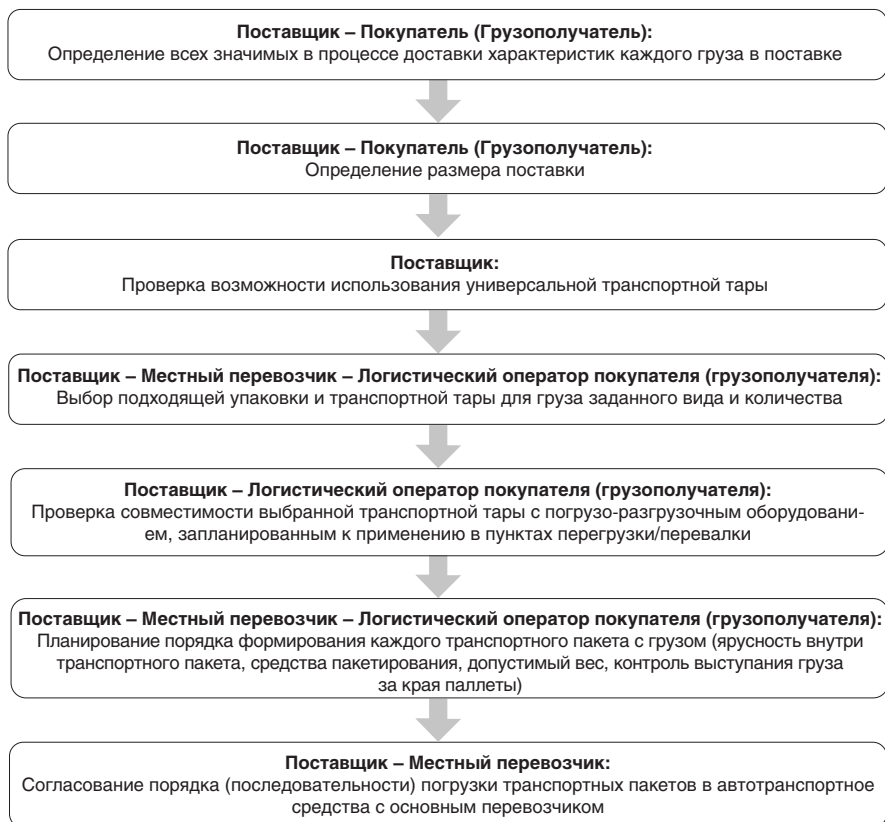 Поставщик – Покупатель (Грузополучатель):
Определение всех значимых в процессе доставки характеристик каждого груза в поставке
Поставщик – Покупатель (Грузополучатель):
Определение размера поставки
Поставщик:
Проверка возможности использования универсальной транспортной тары
Поставщик – Местный перевозчик – Логистический оператор покупателя (грузополучателя):
Выбор подходящей упаковки и транспортной тары для груза заданного вида и количества
Поставщик – Логистический оператор покупателя (грузополучателя):
Проверка совместимости выбранной транспортной тары с погрузо-разгрузочным оборудовани-
ем, запланированным к применению в пунктах перегрузки/перевалки
Поставщик – Местный перевозчик – Логистический оператор покупателя (грузополучателя):
Планирование порядка формирования каждого транспортного пакета с грузом (ярусность внутри
транспортного пакета, средства пакетирования, допустимый вес, контроль выступания груза
за края паллеты)
Поставщик – Местный перевозчик:
Согласование порядка (последовательности) погрузки транспортных пакетов в автотранспортное
средства с основным перевозчиком